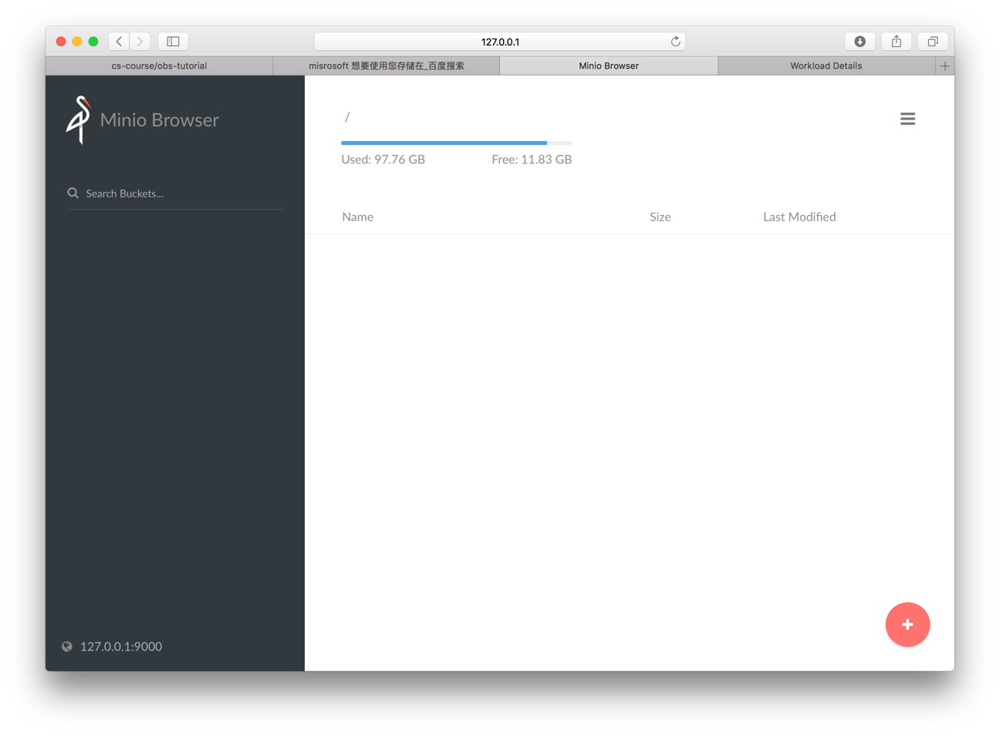 127.0.0.1
cs-course/obs-tutorial
misrosoft 想要使用您存储在_百度搜索
Minio Browser
Workload Details
Minio Browser
/
Used: 97.76 GB
Free: 11.83 GB
Search Buckets...
Name
Size
Last Modified
127.0.0.1:9000